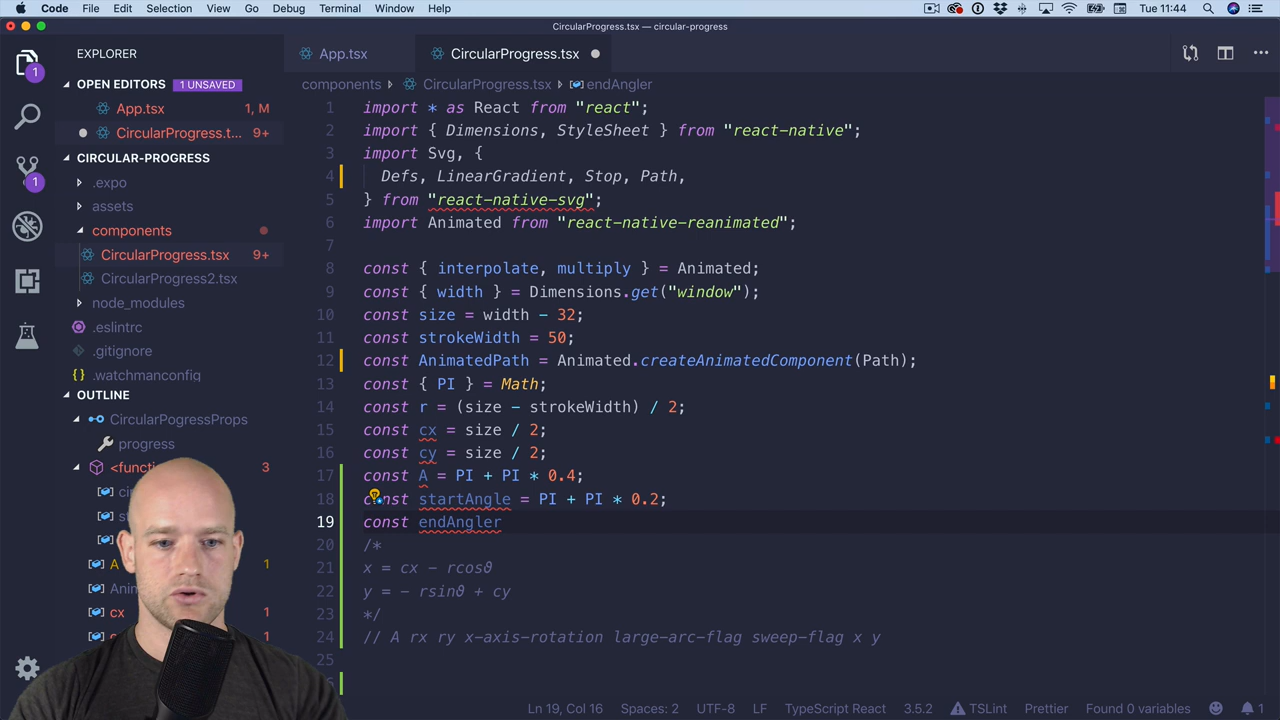 Code File Edit Selection View Go Debug Terminal Window Help Tue 11:44
CircularProgress.tsx — circular-progress
EXPLORER
App.tsx
CircularProgress.tsx
OPEN EDITORS 1 UNSAVED
components › CircularProgress.tsx › endAngler
App.tsx 1, M
CircularProgress.t... 9+
CIRCULAR-PROGRESS
.expo
assets
components
CircularProgress.tsx 9+
CircularProgress2.tsx
node_modules
.eslintrc
.gitignore
.watchmanconfig
OUTLINE
CircularPogressProps
progress
<functi 3
cir
st
A 1
Anim
cx 1
1
1
1
1 import * as React from "react";
2 import { Dimensions, StyleSheet } from "react-native";
3 import Svg, {
4 Defs, LinearGradient, Stop, Path,
5 } from "react-native-svg";
6 import Animated from "react-native-reanimated";
7
8 const { interpolate, multiply } = Animated;
9 const { width } = Dimensions.get("window");
10 const size = width - 32;
11 const strokeWidth = 50;
12 const AnimatedPath = Animated.createAnimatedComponent(Path);
13 const { PI } = Math;
14 const r = (size - strokeWidth) / 2;
15 const cx = size / 2;
16 const cy = size / 2;
17 const A = PI + PI * 0.4;
18 const startAngle = PI + PI * 0.2;
19 const endAngler
20 /*
21 x = cx - rcosϑ
22 y = - rsinϑ + cy
23 */
24 // A rx ry x-axis-rotation large-arc-flag sweep-flag x y
25
Ln 19, Col 16 Spaces: 2 UTF-8 LF TypeScript React 3.5.2 TSLint Prettier Found 0 variables 1